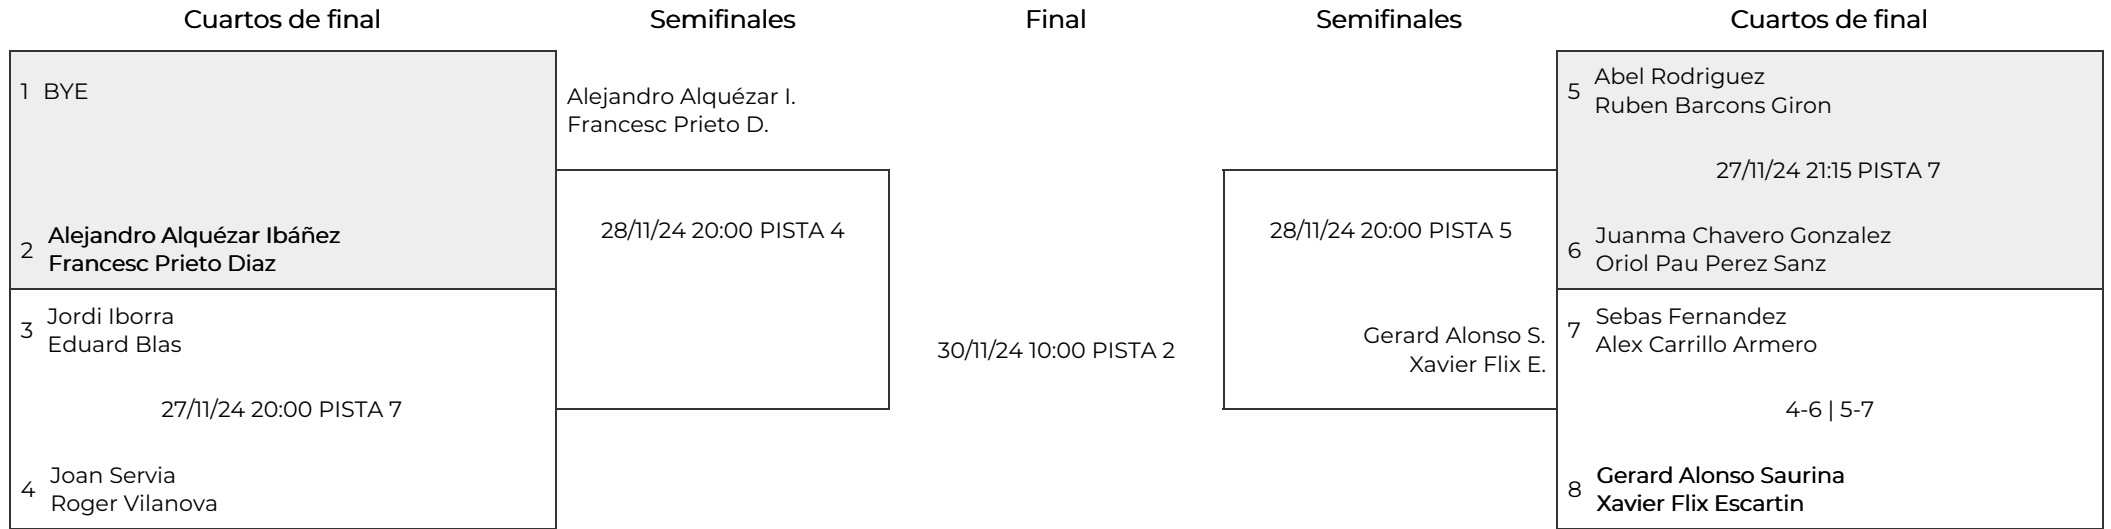 Cuartos de final
Semifinales
Final
Semifinales
Cuartos de final
1 BYE
2 Alejandro Alquézar Ibáñez
Francesc Prieto Diaz
3 Jordi Iborra
Eduard Blas
27/11/24 20:00 PISTA 7
4 Joan Servia
Roger Vilanova
Alejandro Alquézar I.
Francesc Prieto D.
28/11/24 20:00 PISTA 4
30/11/24 10:00 PISTA 2
28/11/24 20:00 PISTA 5
Gerard Alonso S.
Xavier Flix E.
5 Abel Rodriguez
Ruben Barcons Giron
27/11/24 21:15 PISTA 7
6 Juanma Chavero Gonzalez
Oriol Pau Perez Sanz
7 Sebas Fernandez
Alex Carrillo Armero
4-6 | 5-7
8 Gerard Alonso Saurina
Xavier Flix Escartin